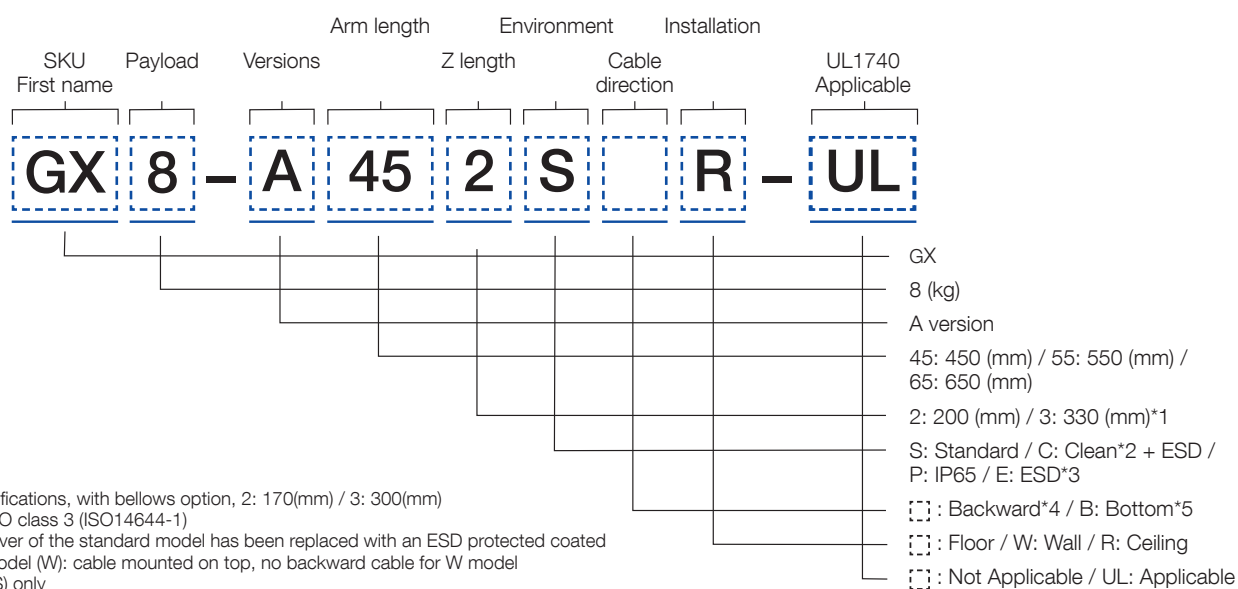 Arm length Environment Installation
SKU Payload Versions Z length Cable UL1740
First name direction Applicable
GX 8 – A 45 2 S R – UL
GX
8 (kg)
A version
45: 450 (mm) / 55: 550 (mm) /
65: 650 (mm)
2: 200 (mm) / 3: 330 (mm)*1
S: Standard / C: Clean*2 + ESD /
P: IP65 / E: ESD*3
: Backward*4 / B: Bottom*5
: Floor / W: Wall / R: Ceiling
: Not Applicable / UL: Applicable
with bellows option, 2: 170(mm) / 3: 300(mm)
class 3 (ISO14644-1)
of the standard model has been replaced with an ESD protected coated
(W): cable mounted on top, no backward cable for W model
only